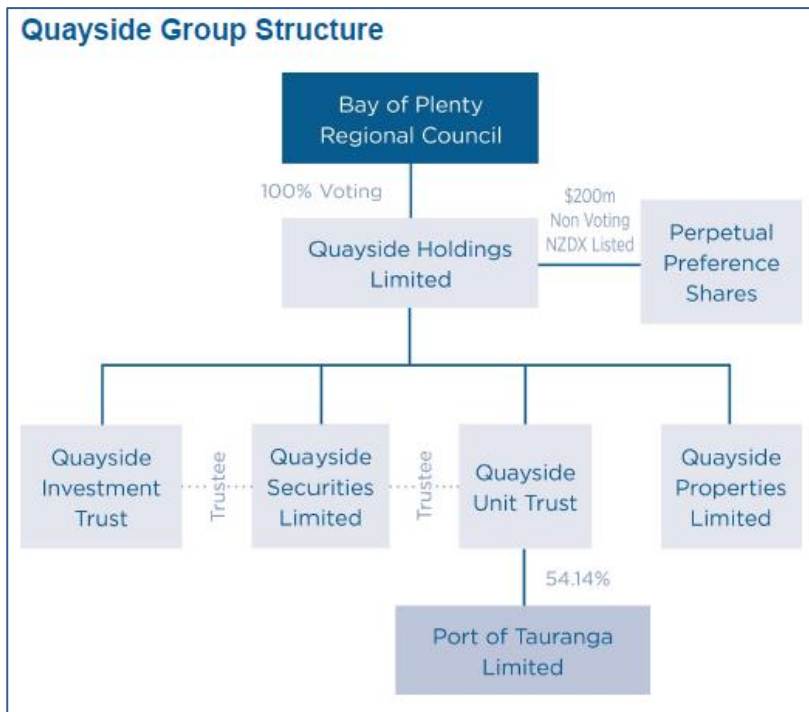 Quayside Group Structure
Bay of Plenty
Regional Council
100% Voting
$200m
Non Voting
NZDX Listed
Quayside Holdings
Limited
Perpetual
Preference
Shares
Quayside
Investment
Trust
Trustee
Quayside
Securities
Limited
Trustee
Quayside
Unit Trust
Quayside
Properties
Limited
54.14%
Port of Tauranga
Limited